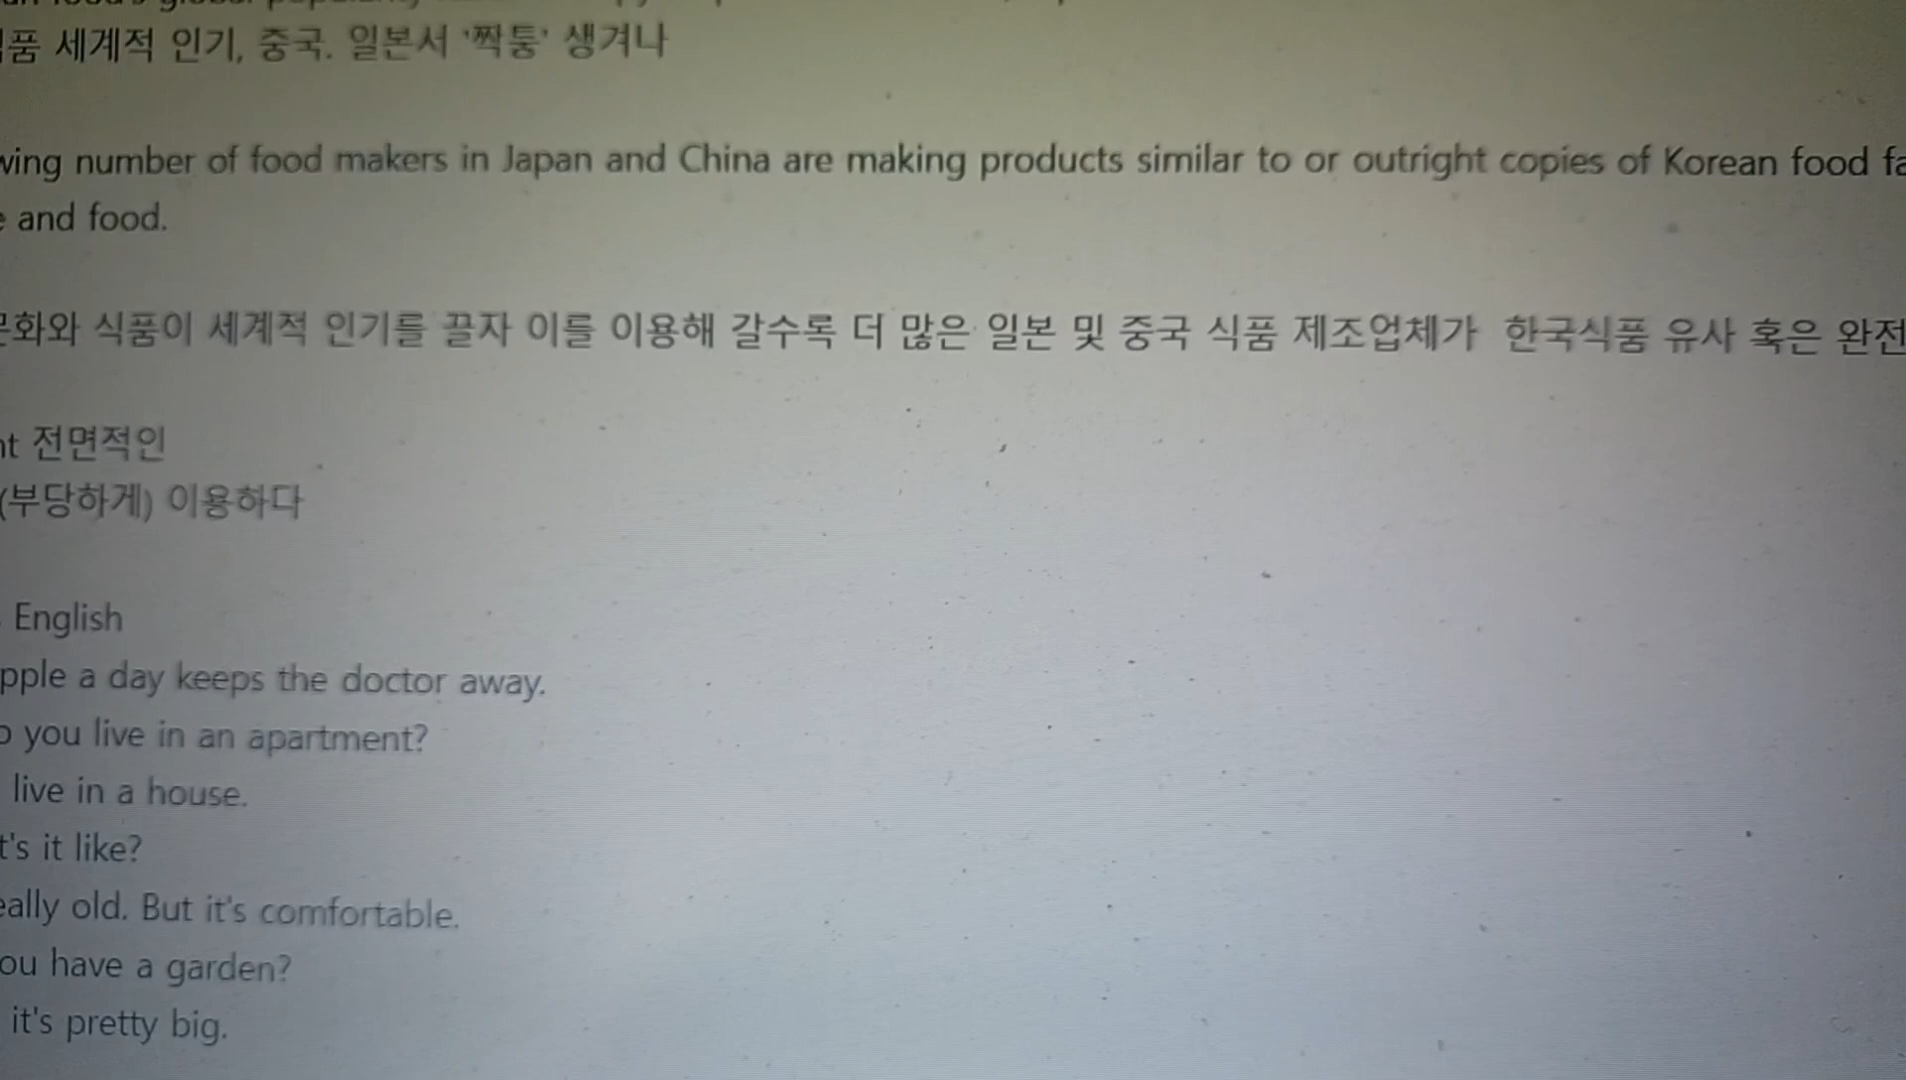 품 세계적 인기, 중국. 일본서 '짝퉁' 생겨나
wing number of food makers in Japan and China are making products similar to or outright copies of Korean food fa
and food.
문화와 식품이 세계적 인기를 끌자 이를 이용해 갈수록 더 많은 일본 및 중국 식품 제조업체가 한국식품 유사 혹은 완전
nt 전면적인
(부당하게) 이용하다
English
pple a day keeps the doctor away.
o you live in an apartment?
live in a house.
t's it like?
eally old. But it's comfortable.
ou have a garden?
it's pretty big.